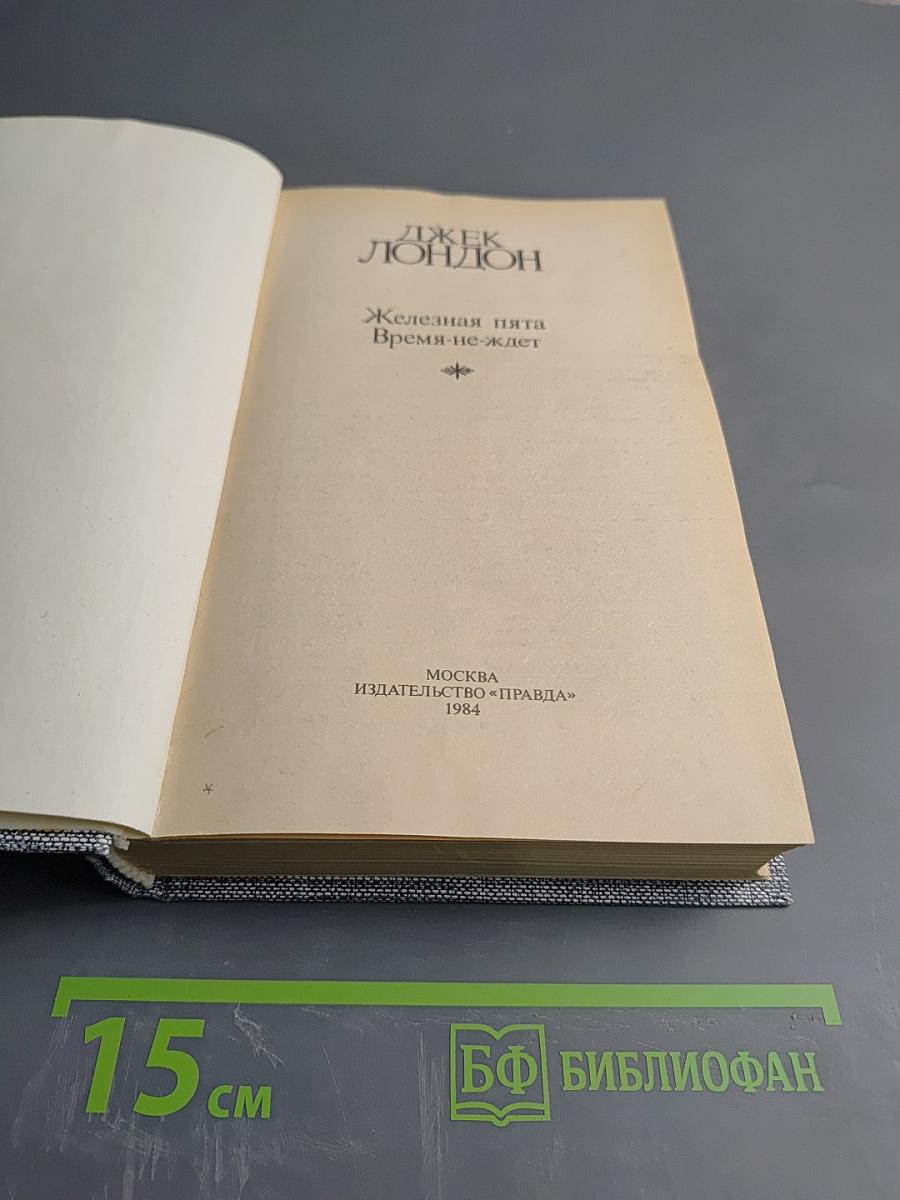 ДЖЕК
ЛОНДОН
Железная пята
Время-не-ждет
МОСКВА
ИЗДАТЕЛЬСТВО «ПРАВДА»
1984
15 см
БФ БИБЛИОФАН